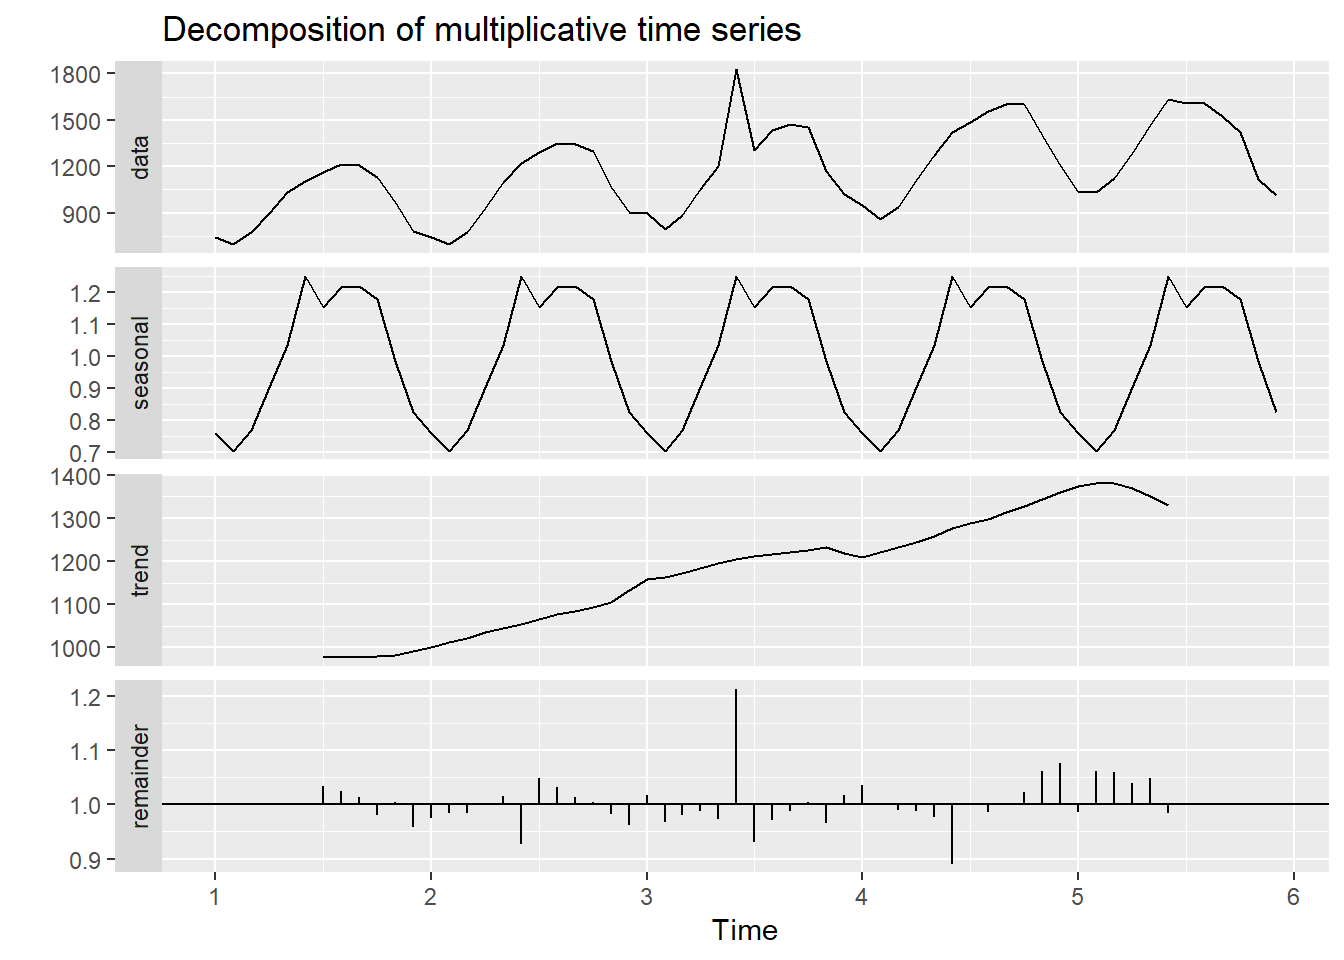 Decomposition of multiplicative time series
1800
1500
1200
900
data
1.2
1.1
1.0
0.9
0.8
0.7
seasonal
1400
1300
1200
1100
1000
trend
1.2
1.1
1.0
0.9
remainder
1 2 3 4 5 6
Time